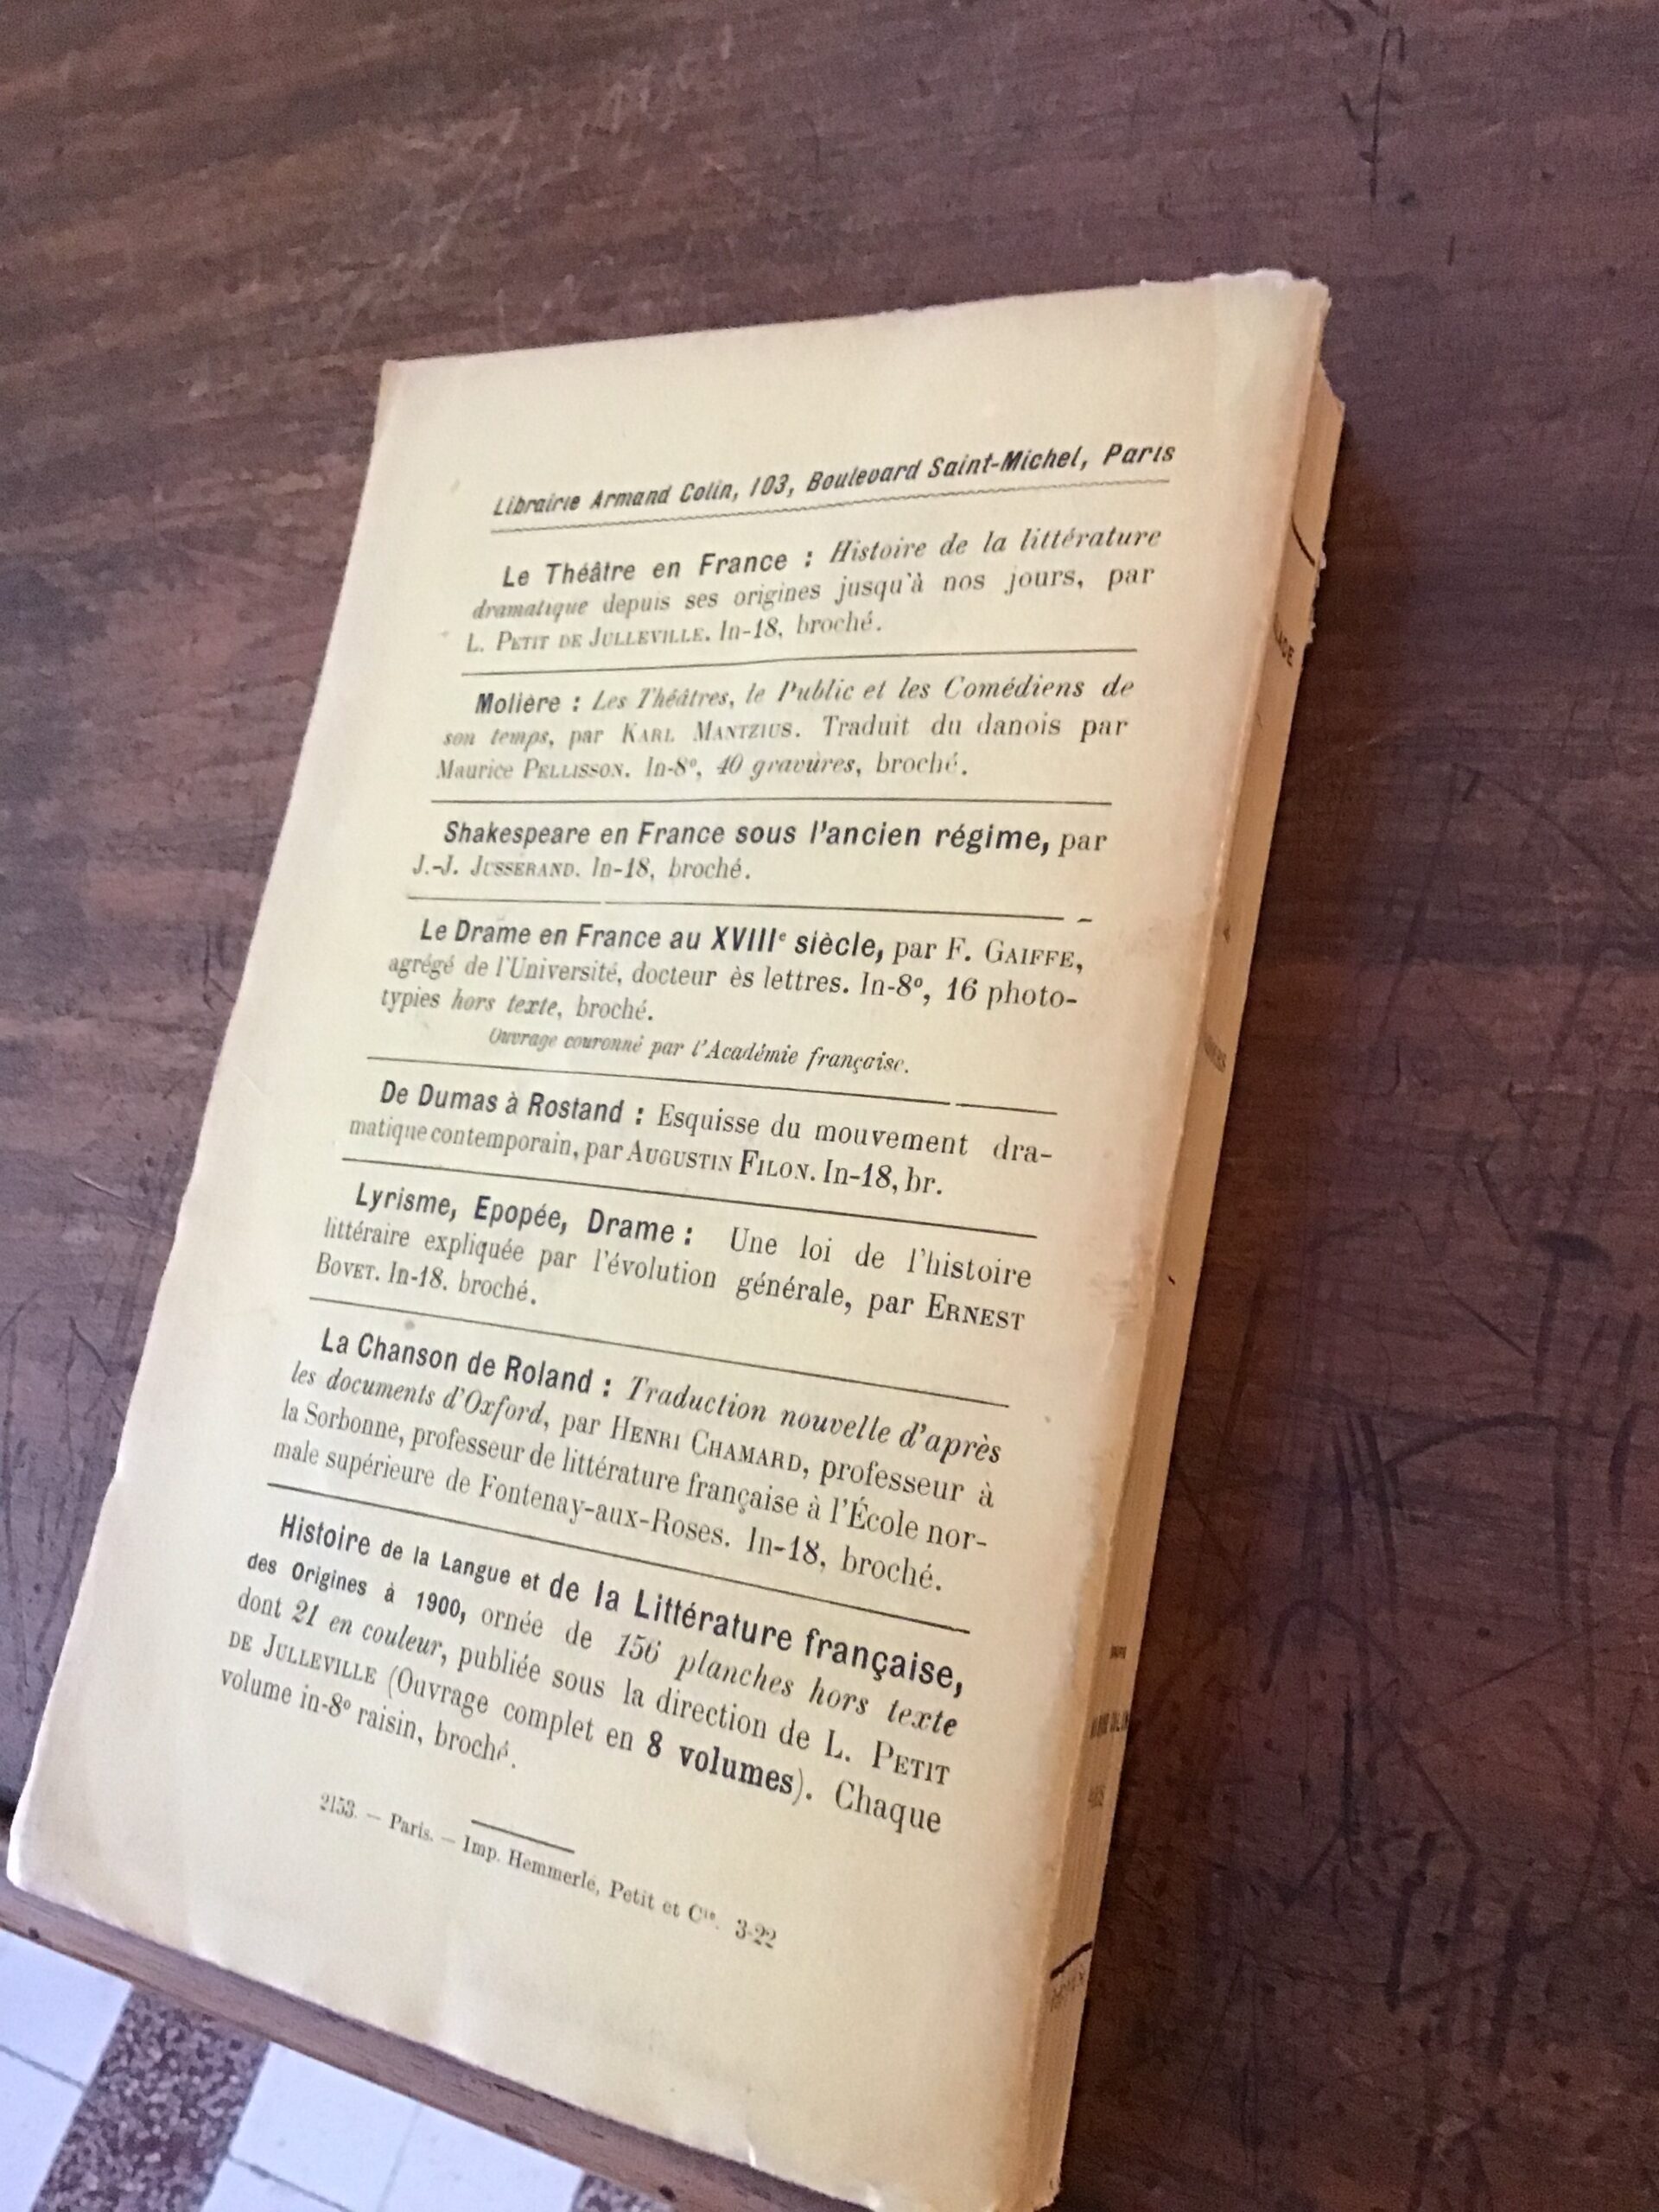 Librairie Armand Colin, 103, Boulevard Saint-Michel, Paris
Le Théâtre en France : Histoire de la littérature
dramatique depuis ses origines jusqu'à nos jours, par
L. PETIT DE JULLEVILLE. In-18, broché.
Molière : Les Théâtres, le Public et les Comédiens de
son temps, par KARL MANTZIUS. Traduit du danois par
Maurice PELLISSON. In-8º, 40 gravures, broché.
Shakespeare en France sous l'ancien régime, par
J.-J. JUSSERAND. In-18, broché.
Le Drame en France au XVIIIe siècle, par F. GAIFFE,
agrégé de l'Université, docteur ès lettres. In-8º, 16 photo-
typies hors texte, broché.
Ouvrage couronné par l'Académie française.
De Dumas à Rostand : Esquisse du mouvement dra-
matique contemporain, par AUGUSTIN FILON. In-18, br.
Lyrisme, Epopée, Drame : Une loi de l'histoire
littéraire expliquée par l'évolution générale, par ERNEST
BOVET. In-18. broché.
La Chanson de Roland : Traduction nouvelle d'après
les documents d'Oxford, par HENRI CHAMARD, professeur à
la Sorbonne, professeur de littérature française à l'École nor-
male supérieure de Fontenay-aux-Roses. In-18, broché.
Histoire de la Langue et de la Littérature française,
des Origines à 1900, ornée de 156 planches hors texte
dont 21 en couleur, publiée sous la direction de L. PETIT
DE JULLEVILLE (Ouvrage complet en 8 volumes). Chaque
volume in-8º raisin, broché.
2153. — Paris. — Imp. Hemmerlé, Petit et Cie. 3-22